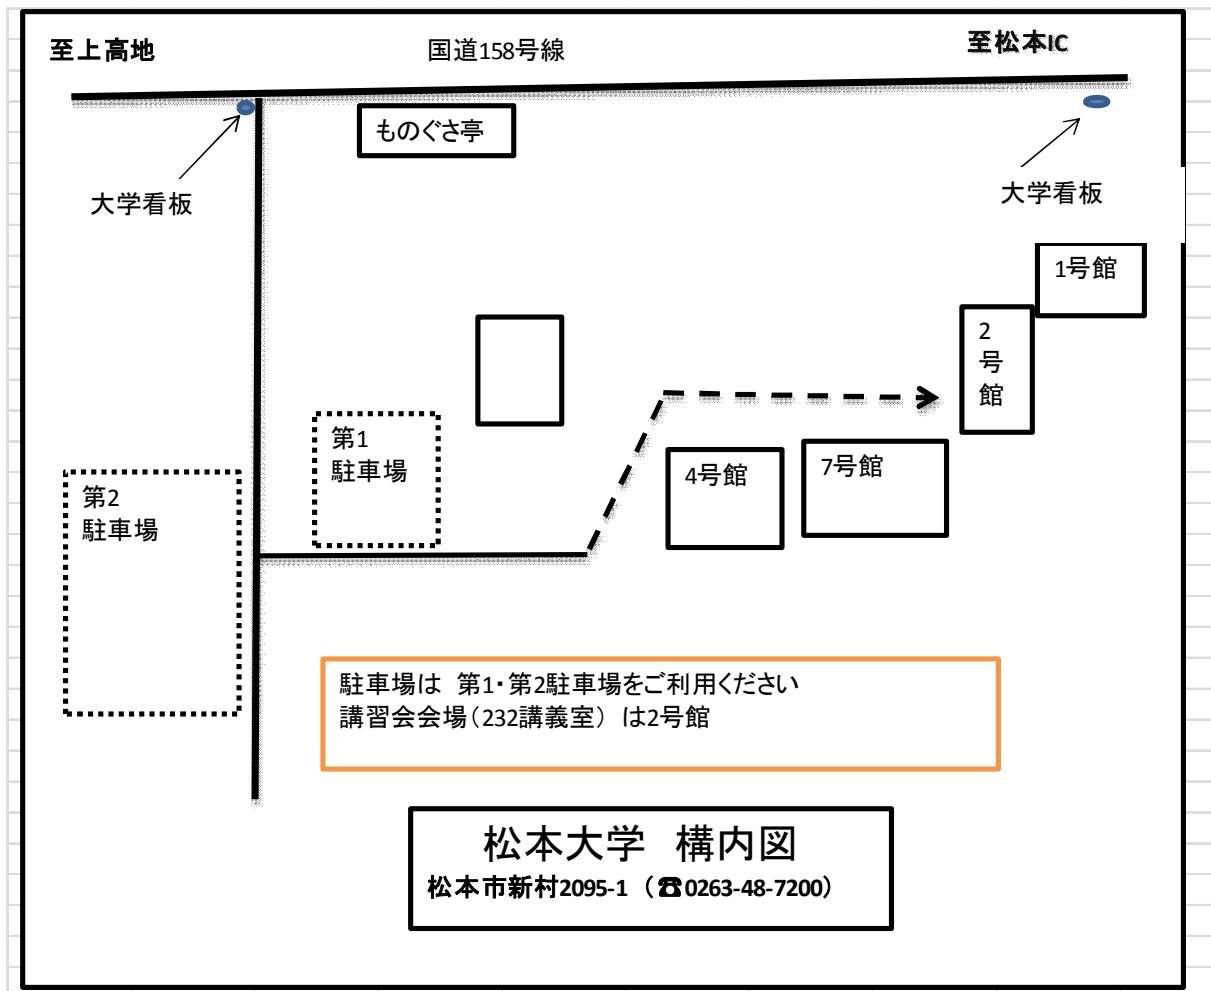 至上高地
国道158号線
至松本IC
ものぐさ亭
大学看板
大学看板
1号館
2
号
館
第1
駐車場
4号館
7号館
第2
駐車場
駐車場は 第1・第2駐車場をご利用ください
講習会会場（232講義室） は2号館
松本大学　構内図
松本市新村2095-1（☎0263-48-7200）